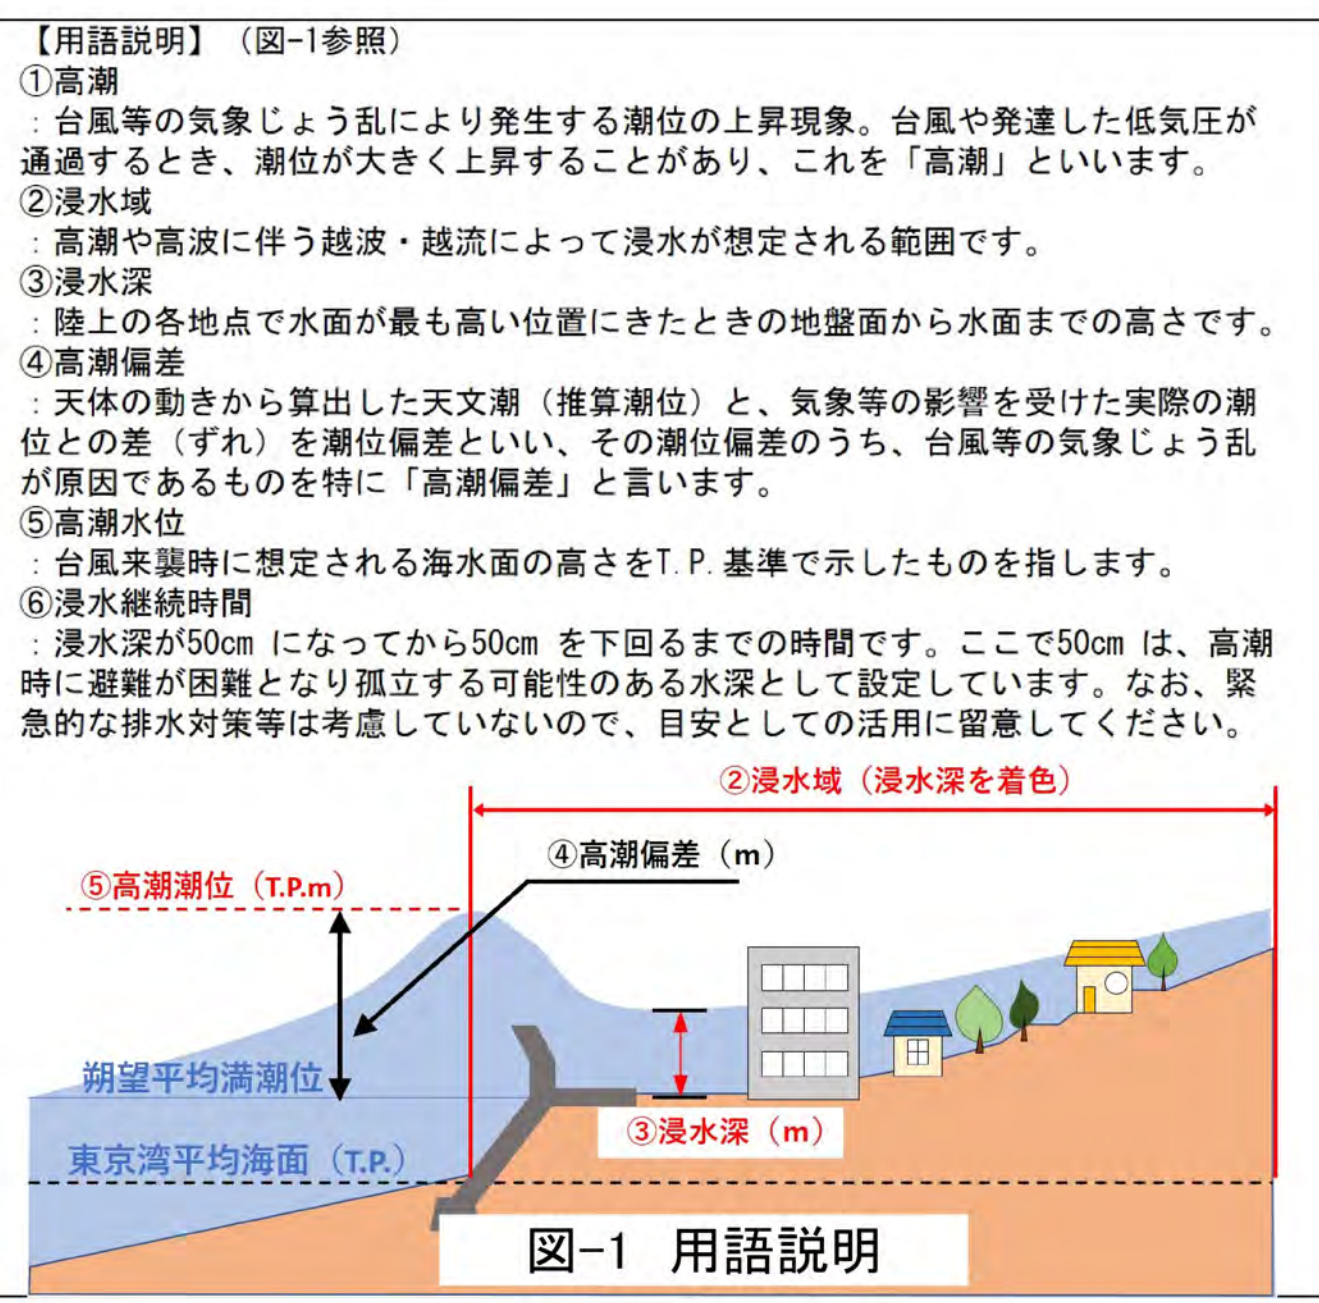 【用語説明】（図-1参照）
①高潮
：台風等の気象じょう乱により発生する潮位の上昇現象。台風や発達した低気圧が
通過するとき、潮位が大きく上昇することがあり、これを「高潮」といいます。
②浸水域
：高潮や高波に伴う越波・越流によって浸水が想定される範囲です。
③浸水深
：陸上の各地点で水面が最も高い位置にきたときの地盤面から水面までの高さです。
④高潮偏差
：天体の動きから算出した天文潮（推算潮位）と、気象等の影響を受けた実際の潮
位との差（ずれ）を潮位偏差といい、その潮位偏差のうち、台風等の気象じょう乱
が原因であるものを特に「高潮偏差」と言います。
⑤高潮水位
：台風来襲時に想定される海水面の高さをT.P.基準で示したものを指します。
⑥浸水継続時間
：浸水深が50cm になってから50cm を下回るまでの時間です。ここで50cm は、高潮
時に避難が困難となり孤立する可能性のある水深として設定しています。なお、緊
急的な排水対策等は考慮していないので、目安としての活用に留意してください。
②浸水域（浸水深を着色）
④高潮偏差（m）
⑤高潮潮位（T.P.m）
朔望平均満潮位
③浸水深（m）
東京湾平均海面（T.P.）
図-1 用語説明